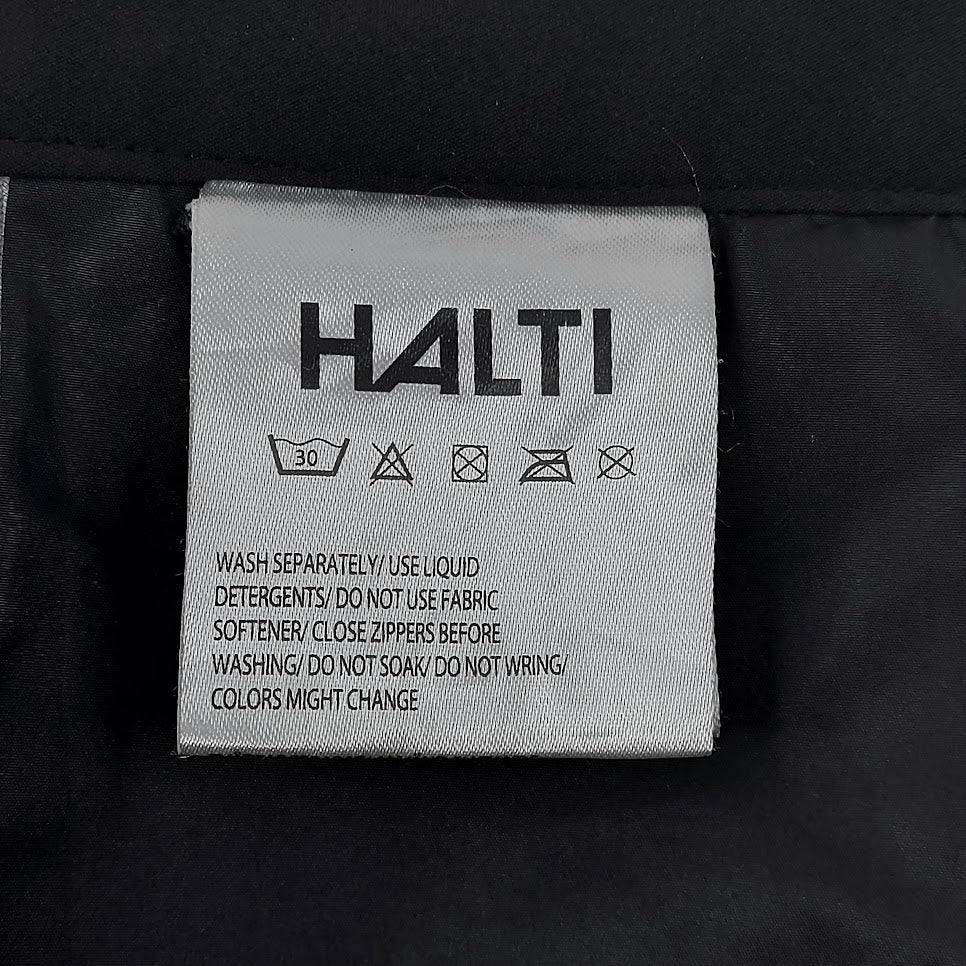 HALTI
30
WASH SEPARATELY/ USE LIQUID
DETERGENTS/ DO NOT USE FABRIC
SOFTENER/ CLOSE ZIPPERS BEFORE
WASHING/ DO NOT SOAK/ DO NOT WRING/
COLORS MIGHT CHANGE